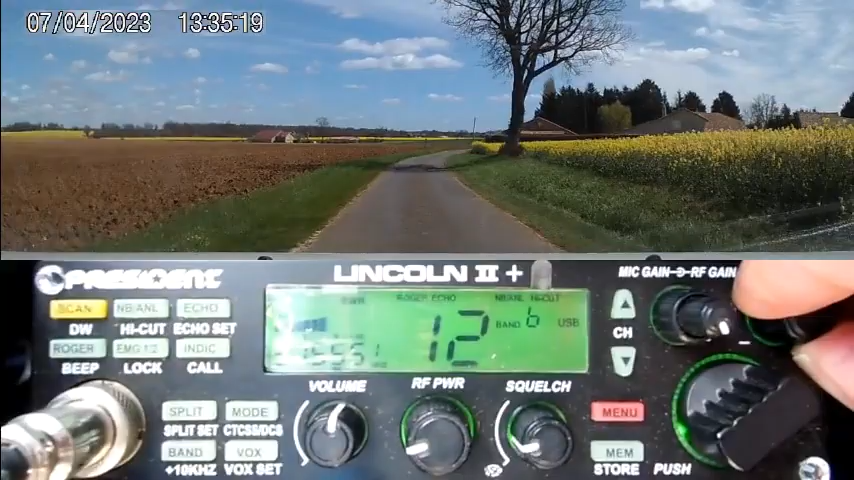 07/04/2023 13:35:19
PRESIDENT
LINCOLN II +
MIC GAIN RF GAIN
SCAN NB/ANL ECHO
DW HI-CUT ECHO SET
ROGER EMG 1/2 INDIC
BEEP LOCK CALL
ROGER ECHO NB/ANL HI-CUT
12 BAND 6 USB
CH
VOLUME RF PWR SQUELCH
SPLIT MODE
SPLIT SET CTCSS/DCS
BAND VOX
+10KHZ VOX SET
MENU
MEM
STORE PUSH